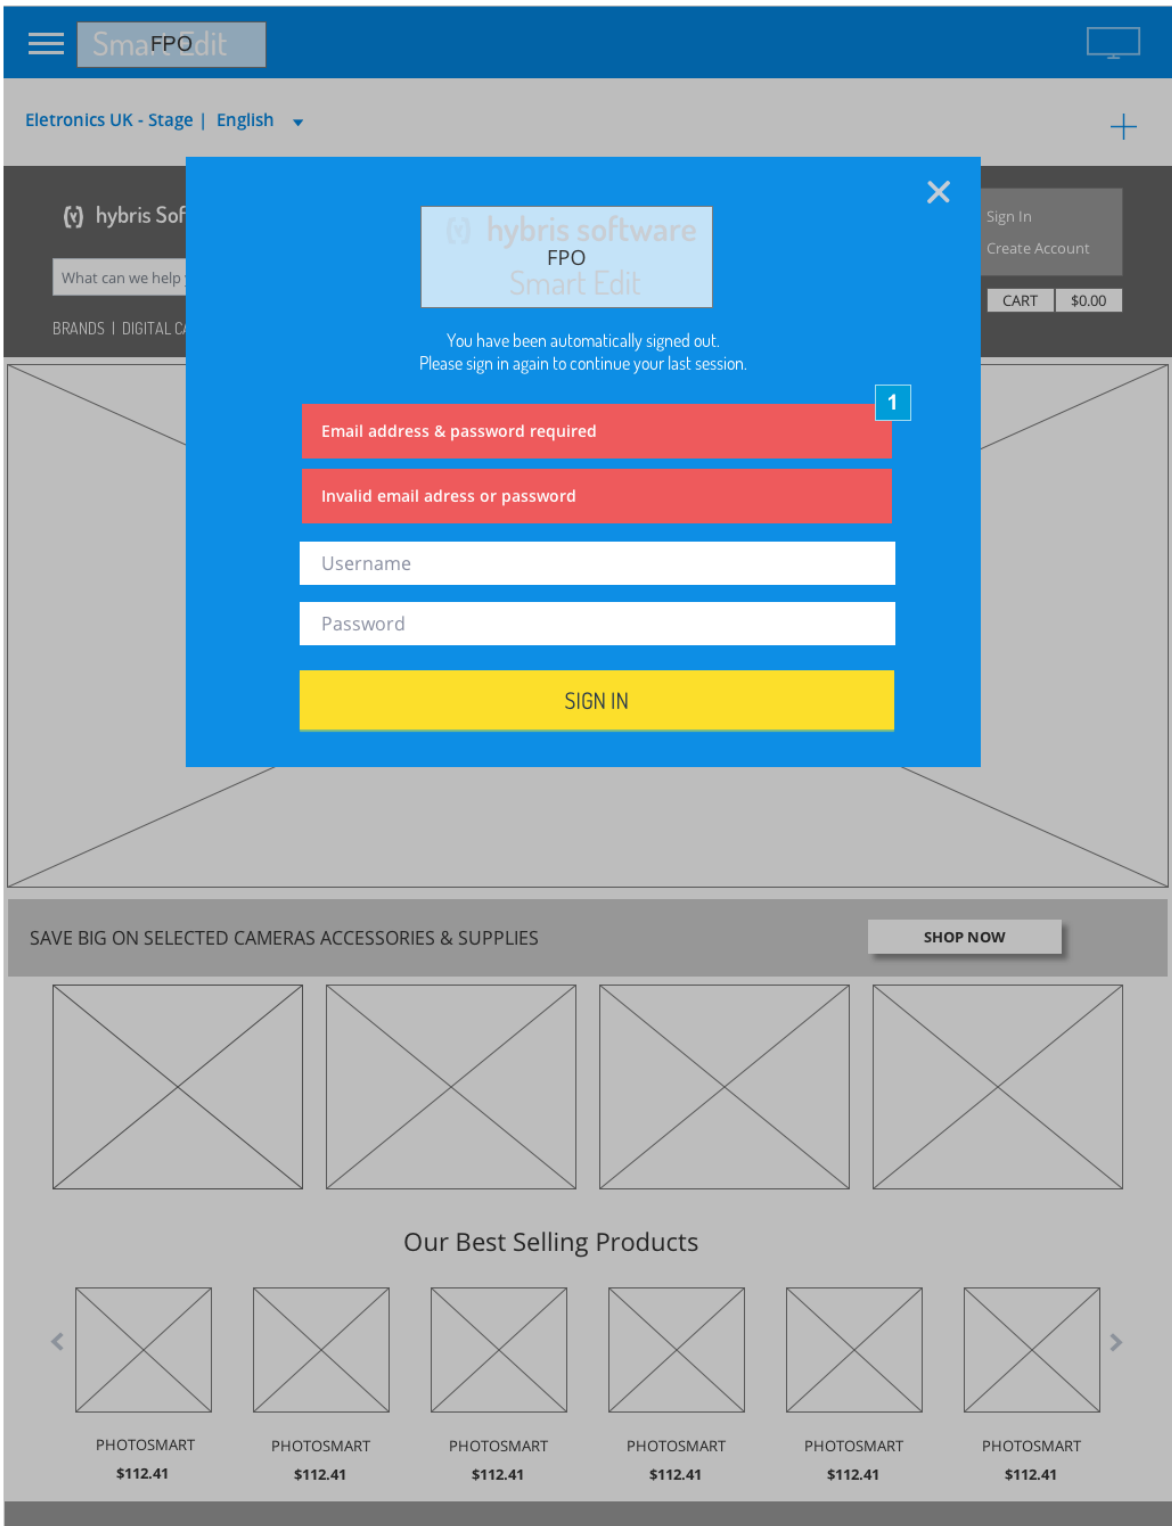 Smart Edit
FPO
Eletronics UK - Stage | English
hybris Sof
What can we help
BRANDS | DIGITAL CA
Sign In
Create Account
CART $0.00
hybris software
FPO
Smart Edit
You have been automatically signed out.
Please sign in again to continue your last session.
1
Email address & password required
Invalid email adress or password
Username
Password
SIGN IN
SAVE BIG ON SELECTED CAMERAS ACCESSORIES & SUPPLIES
SHOP NOW
Our Best Selling Products
PHOTOSMART PHOTOSMART PHOTOSMART PHOTOSMART PHOTOSMART PHOTOSMART
$112.41 $112.41 $112.41 $112.41 $112.41 $112.41